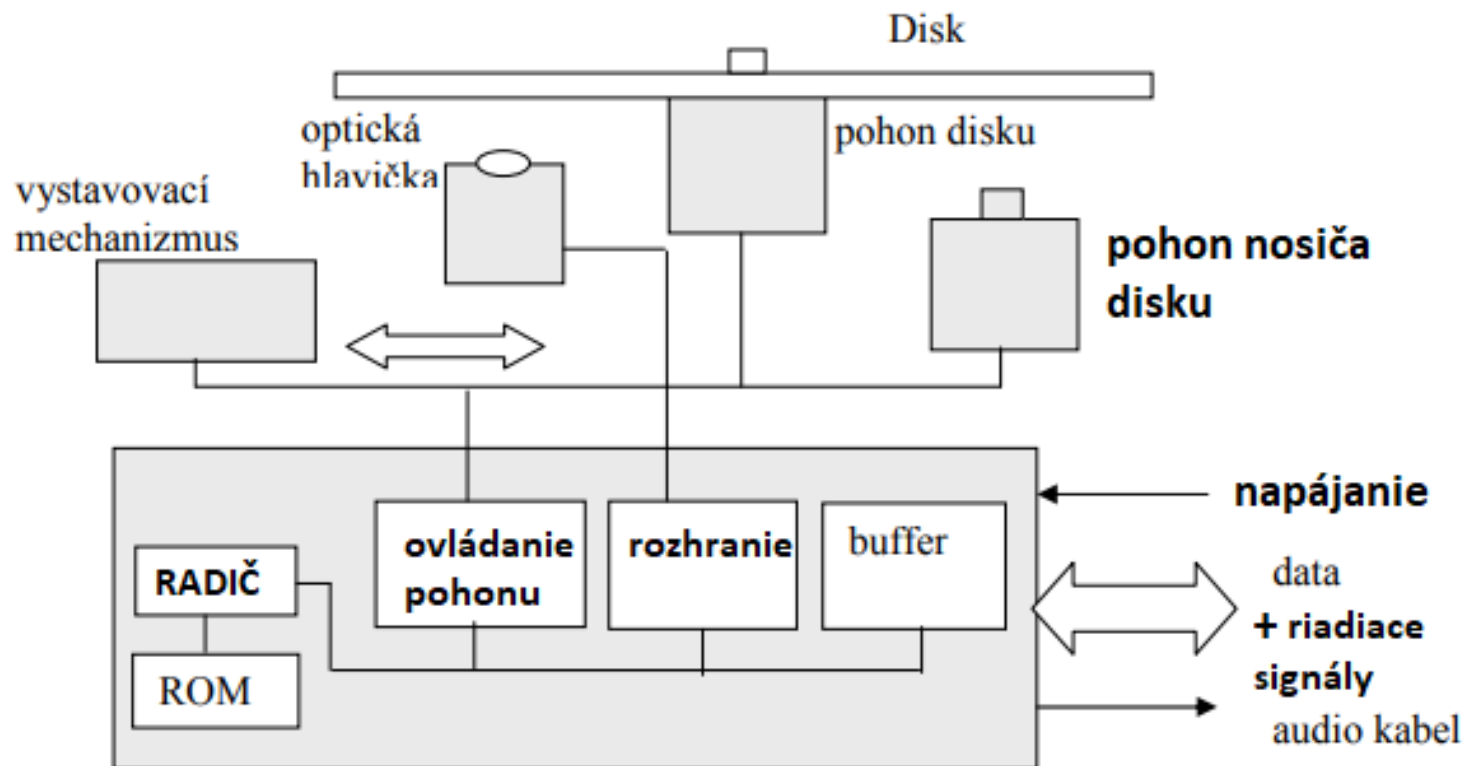 Disk
optická
hlavička
pohon disku
vystavovací
mechanizmus
pohon nosiča
disku
napájanie
ovládanie
pohonu
rozhranie
buffer
RADIČ
ROM
data
+ riadiace
signály
audio kabel